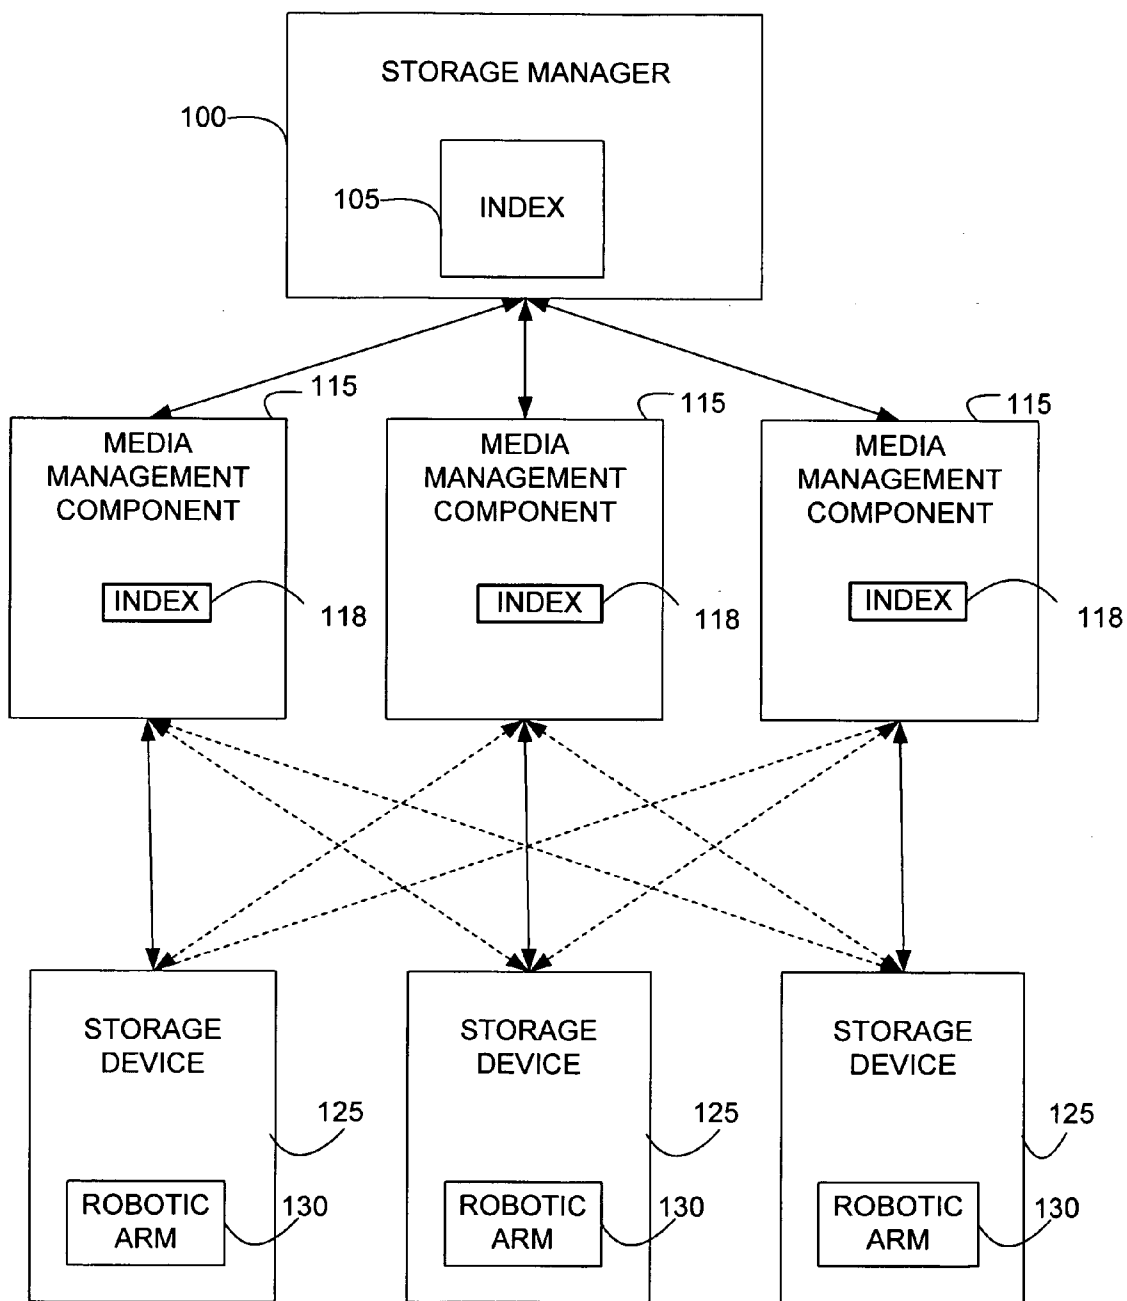 STORAGE MANAGER
100
105
INDEX
115
115
115
MEDIA
MANAGEMENT
COMPONENT
MEDIA
MANAGEMENT
COMPONENT
MEDIA
MANAGEMENT
COMPONENT
INDEX
118
INDEX
118
INDEX
118
STORAGE
DEVICE
STORAGE
DEVICE
STORAGE
DEVICE
125
125
125
ROBOTIC
ARM
130
ROBOTIC
ARM
130
ROBOTIC
ARM
130